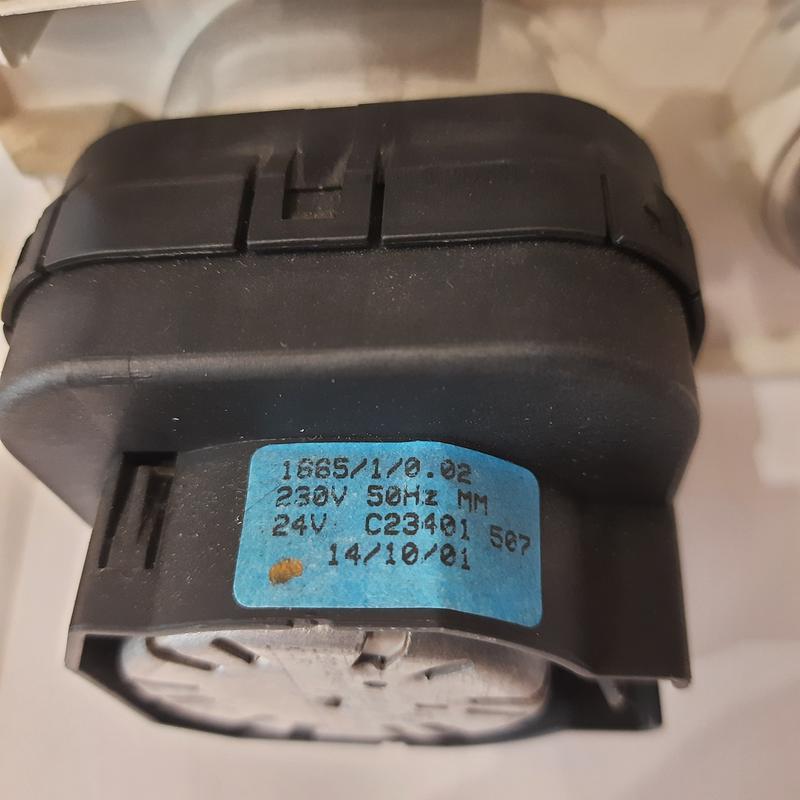 1665/1/0.02
230V 50Hz MM
24V C23401 507
14/10/01